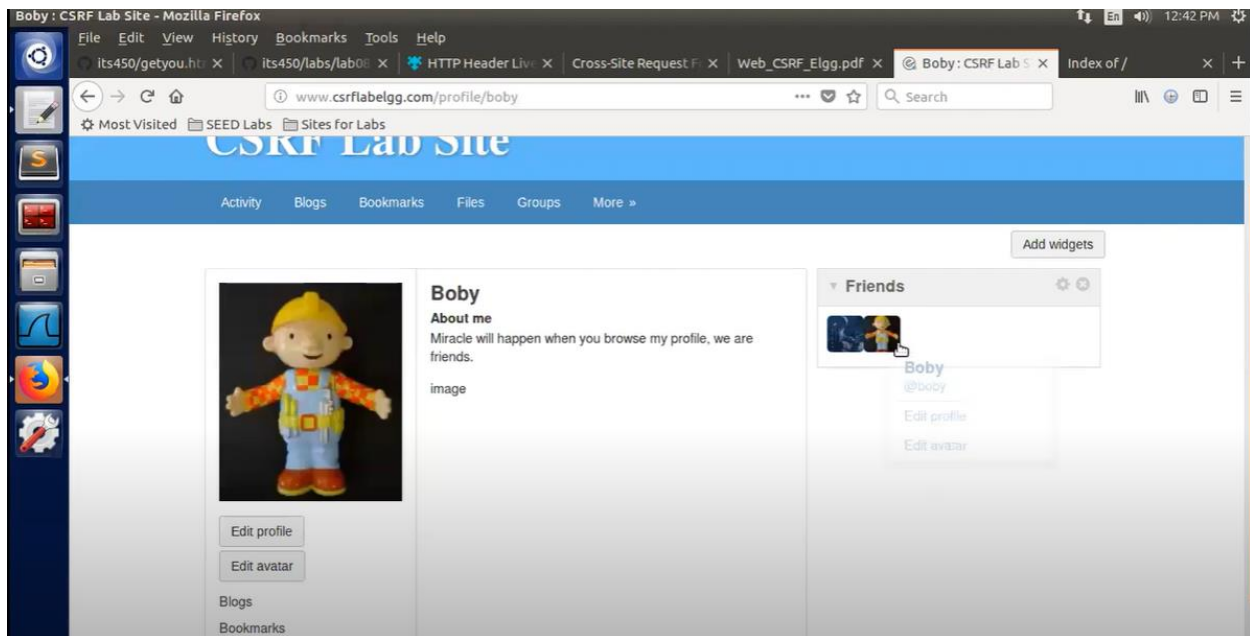 Boby : CSRF Lab Site - Mozilla Firefox
En 12:42 PM
File Edit View History Bookmarks Tools Help
its450/getyou.ht its450/labs/lab08 HTTP Header Live Cross-Site Request F Web_CSRF_Elgg.pdf Boby : CSRF Lab S Index of /
www.csrflabelgg.com/profile/boby Search
Most Visited SEED Labs Sites for Labs
CSRF Lab Site
Activity Blogs Bookmarks Files Groups More »
Add widgets
Boby
About me
Miracle will happen when you browse my profile, we are
friends.
image
Friends
Boby
@boby
Edit profile
Edit avatar
Edit profile
Edit avatar
Blogs
Bookmarks